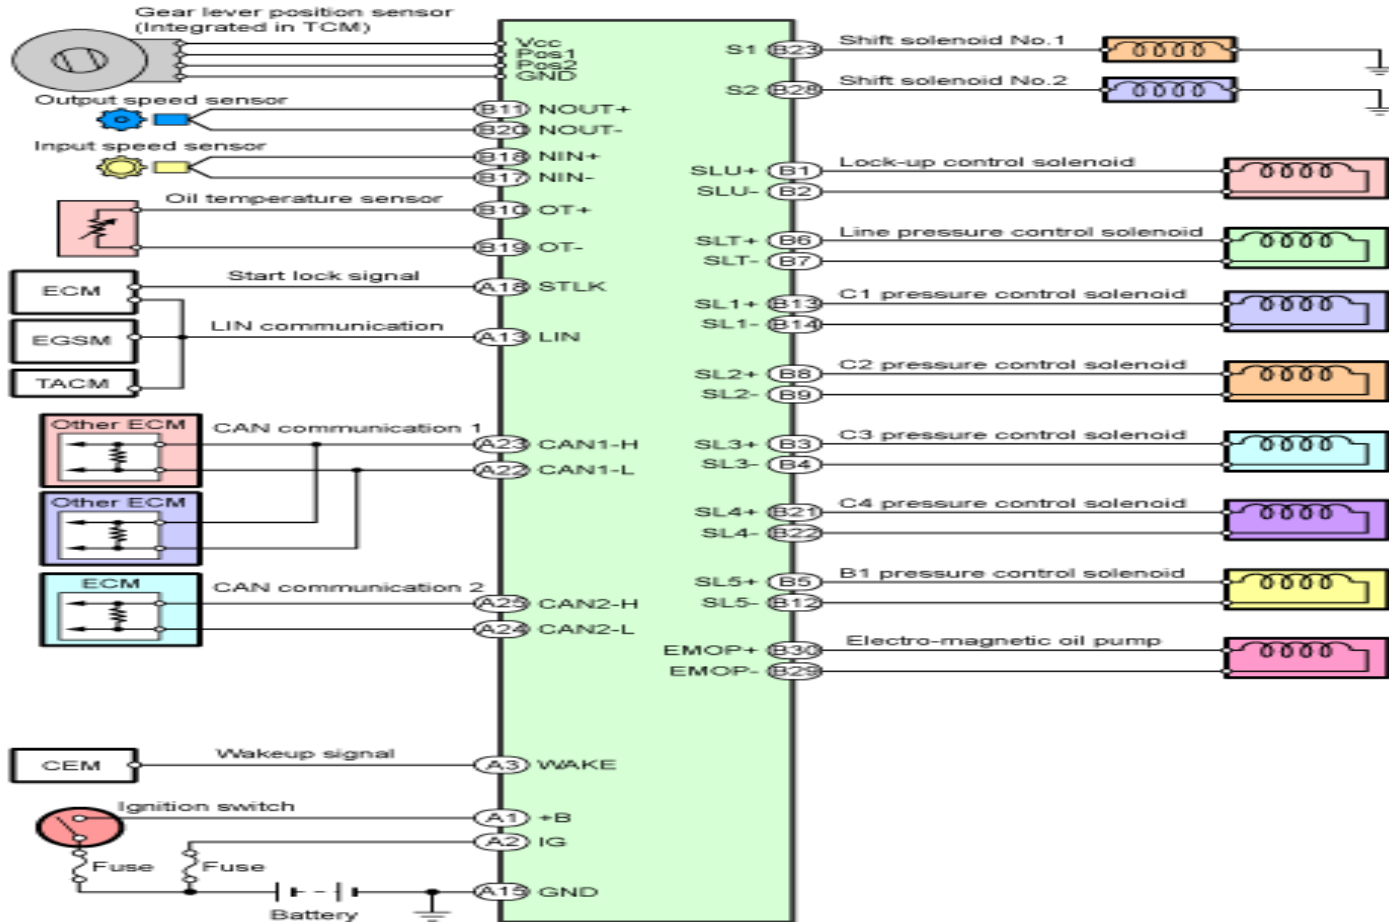 Gear lever position sensor
(Integrated in TCM)
Vcc
Pos1
Pos2
GND
Output speed sensor
B11 NOUT+
B20 NOUT-
Input speed sensor
B18 NIN+
B17 NIN-
Oil temperature sensor
B10 OT+
B19 OT-
ECM
Start lock signal
A18 STLK
EGSM
LIN communication
A13 LIN
TACM
Other ECM
CAN communication 1
A23 CAN1-H
A22 CAN1-L
Other ECM
ECM
CAN communication 2
A25 CAN2-H
A24 CAN2-L
CEM
Wakeup signal
A3 WAKE
Ignition switch
A1 +B
A2 IG
Fuse
Fuse
A15 GND
Battery
S1 B23 Shift solenoid No.1
S2 B28 Shift solenoid No.2
SLU+ B1 Lock-up control solenoid
SLU- B2
SLT+ B6 Line pressure control solenoid
SLT- B7
SL1+ B13 C1 pressure control solenoid
SL1- B14
SL2+ B8 C2 pressure control solenoid
SL2- B9
SL3+ B3 C3 pressure control solenoid
SL3- B4
SL4+ B21 C4 pressure control solenoid
SL4- B22
SL5+ B5 B1 pressure control solenoid
SL5- B12
EMOP+ B30 Electro-magnetic oil pump
EMOP- B29